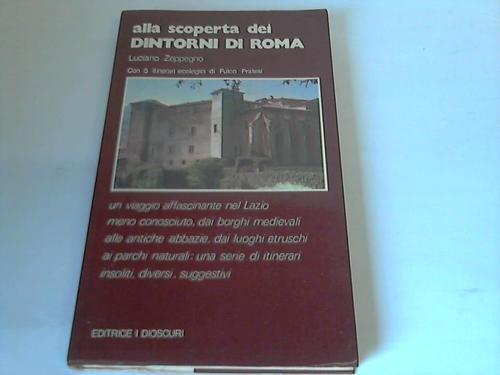 alla scoperta dei
DINTORNI DI ROMA
Luciano Zeppegno
Con 5 itinerari ecologici di Fulco Pratesi
un viaggio affascinante nel Lazio
meno conosciuto, dai borghi medievali
alle antiche abbazie, dai luoghi etruschi
ai parchi naturali: una serie di itinerari
insoliti, diversi, suggestivi
EDITRICE I DIOSCURI